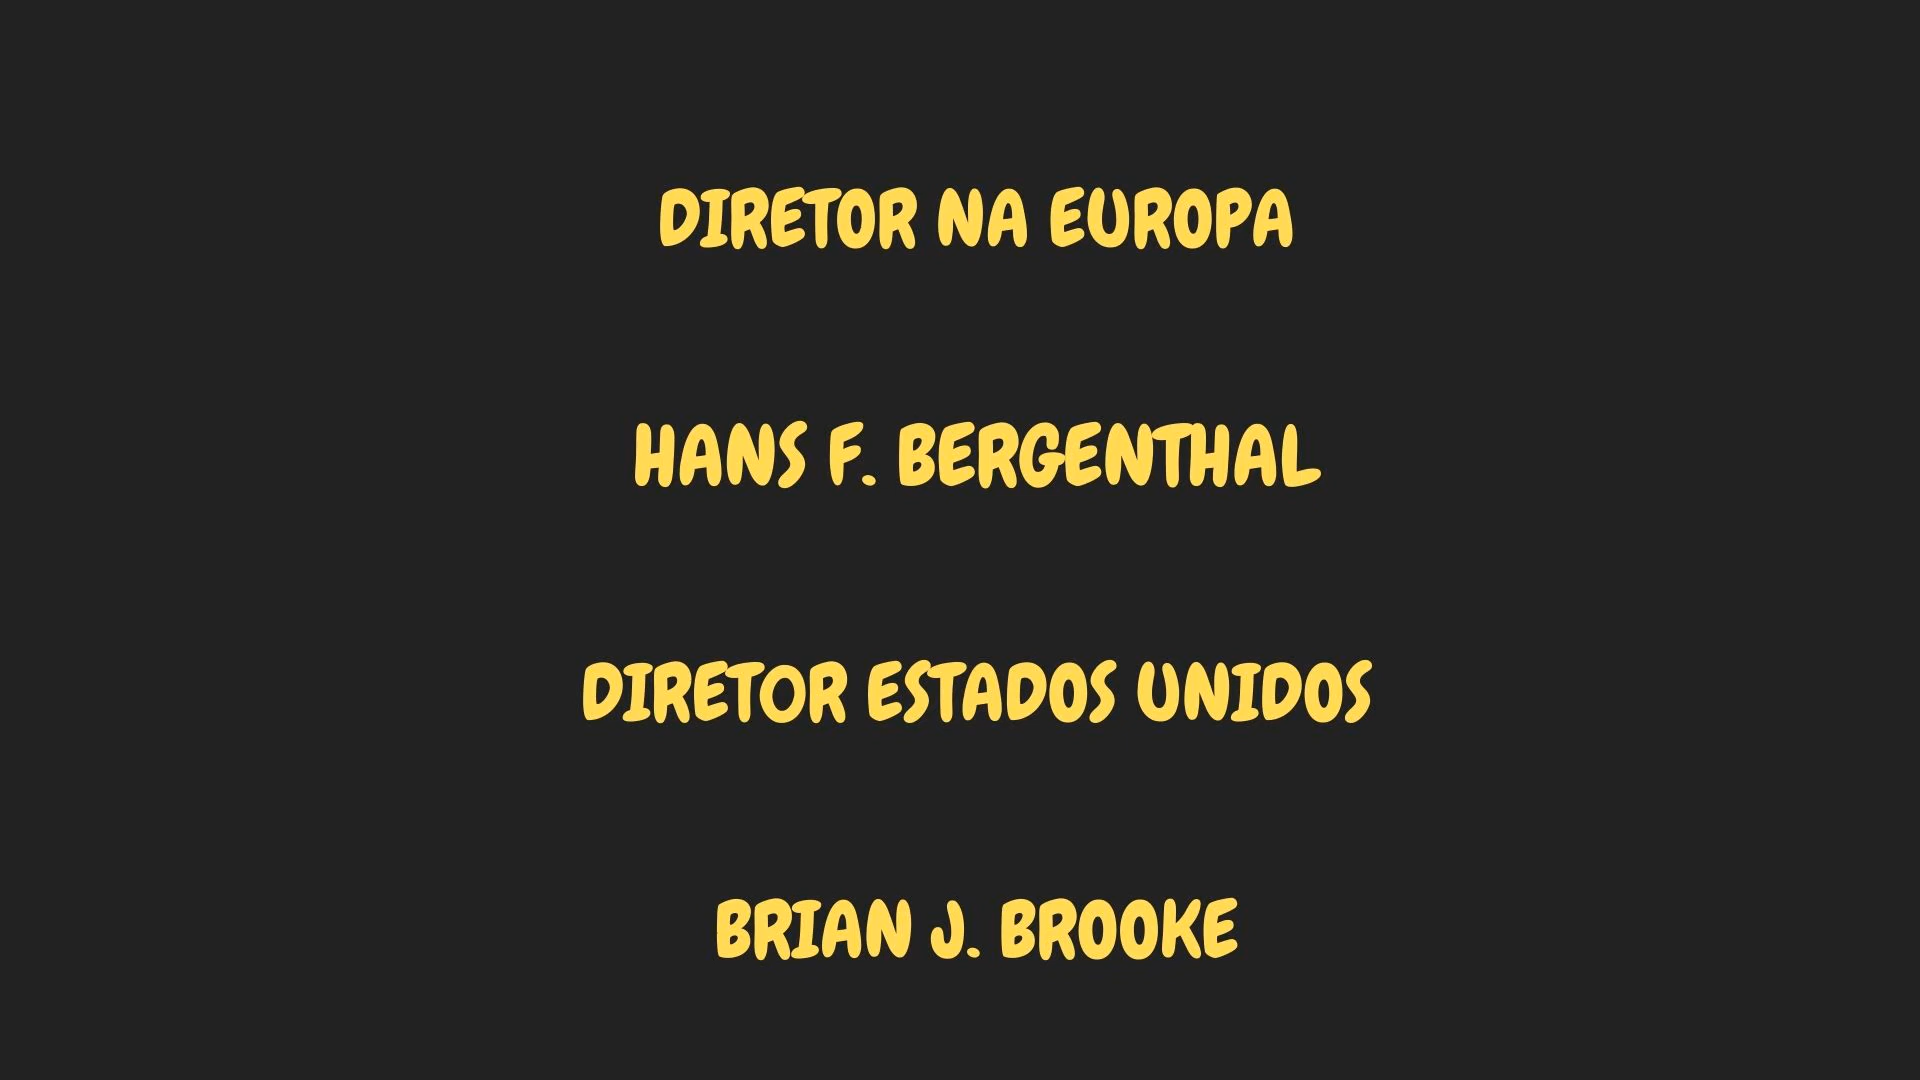 DIRETOR NA EUROPA
HANS F. BERGENTHAL
DIRETOR ESTADOS UNIDOS
BRIAN J. BROOKE